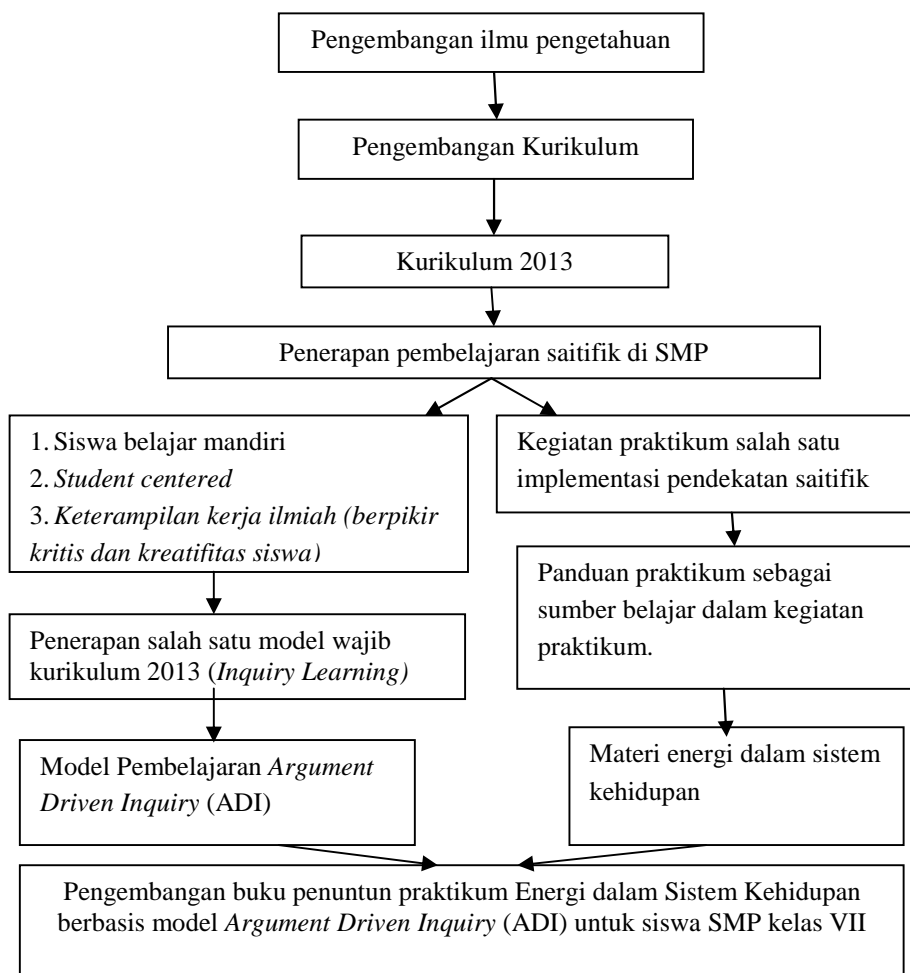 Pengembangan ilmu pengetahuan
Pengembangan Kurikulum
Kurikulum 2013
Penerapan pembelajaran saitifik di SMP
1. Siswa belajar mandiri
2. Student centered
3. Keterampilan kerja ilmiah (berpikir
kritis dan kreatifitas siswa)
Penerapan salah satu model wajib
kurikulum 2013 (Inquiry Learning)
Model Pembelajaran Argument
Driven Inquiry (ADI)
Kegiatan praktikum salah satu
implementasi pendekatan saitifik
Panduan praktikum sebagai
sumber belajar dalam kegiatan
praktikum.
Materi energi dalam sistem
kehidupan
Pengembangan buku penuntun praktikum Energi dalam Sistem Kehidupan
berbasis model Argument Driven Inquiry (ADI) untuk siswa SMP kelas VII